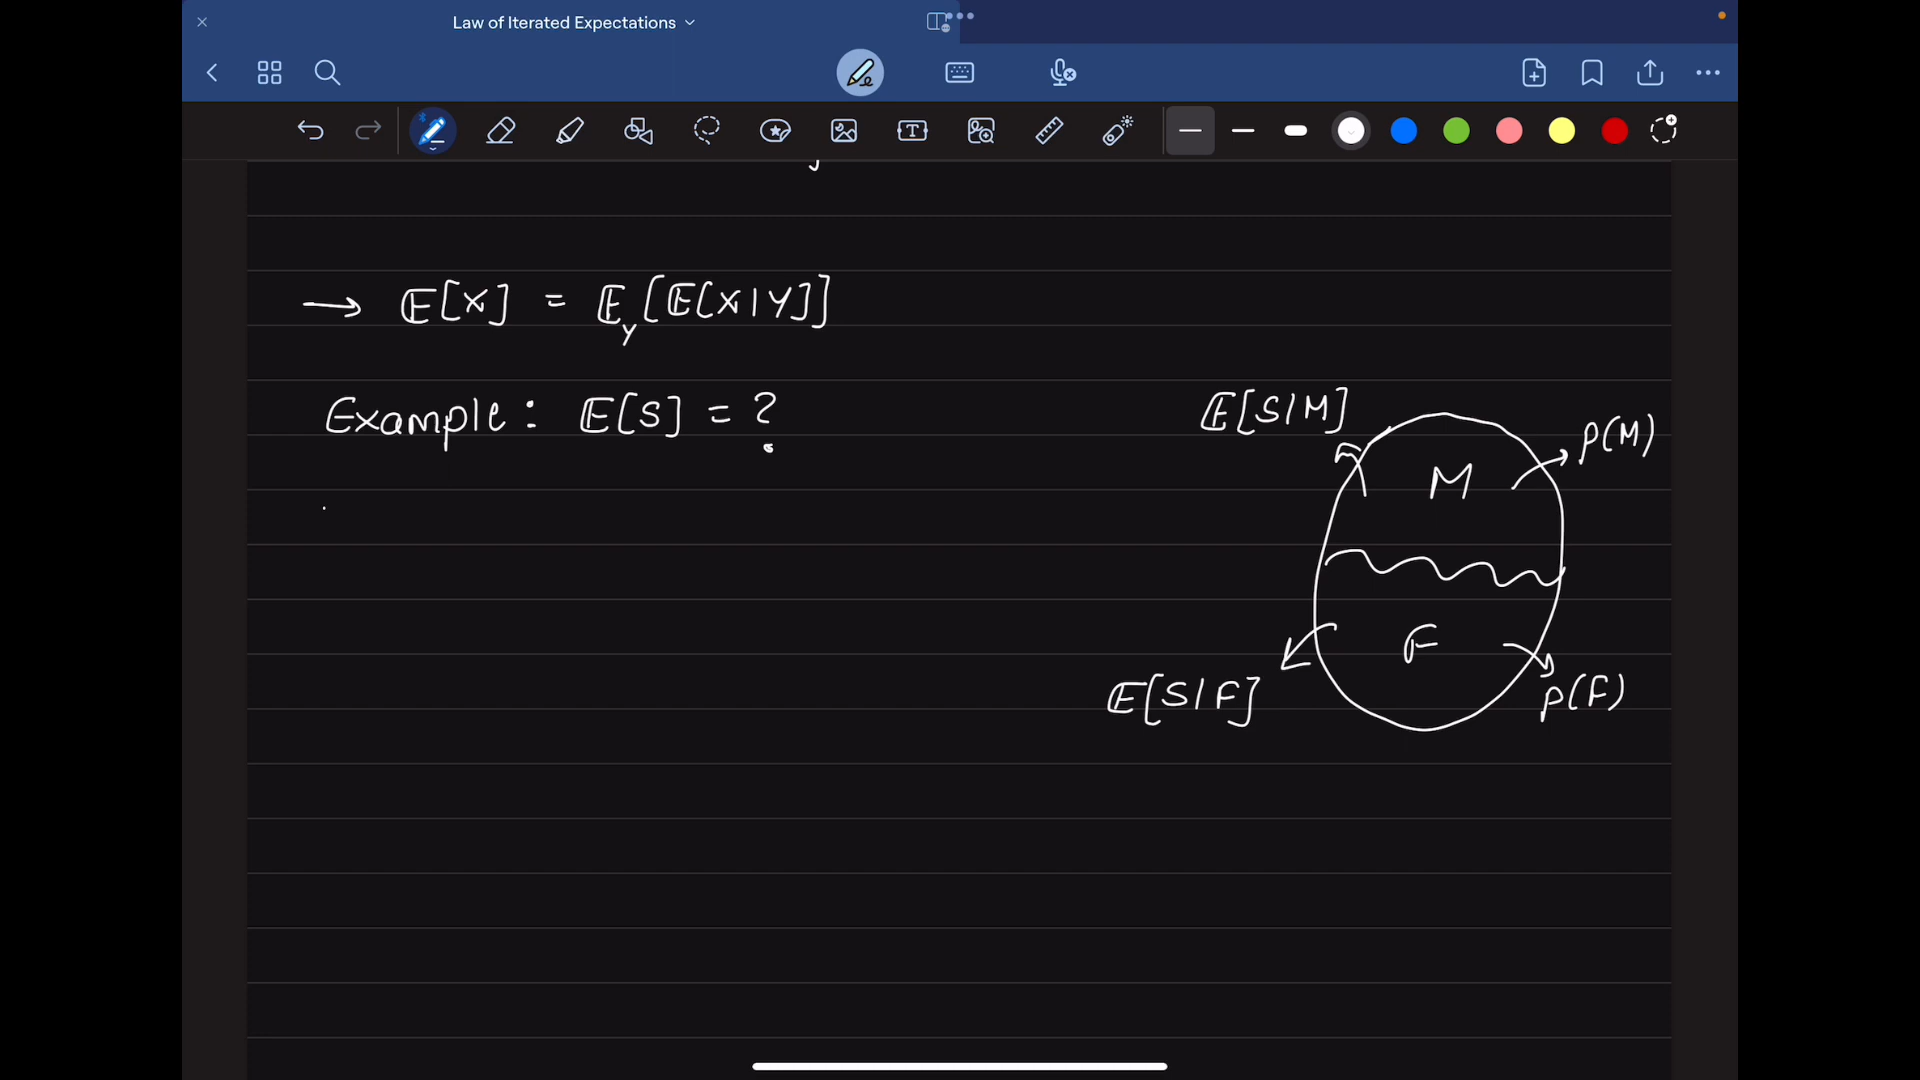 Law of Iterated Expectations
→ 𝔼[X] = 𝔼_Y[𝔼[X|Y]]
Example: 𝔼[S] = ?
𝔼[S|M]
P(M)
M
F
𝔼[S|F]
P(F)